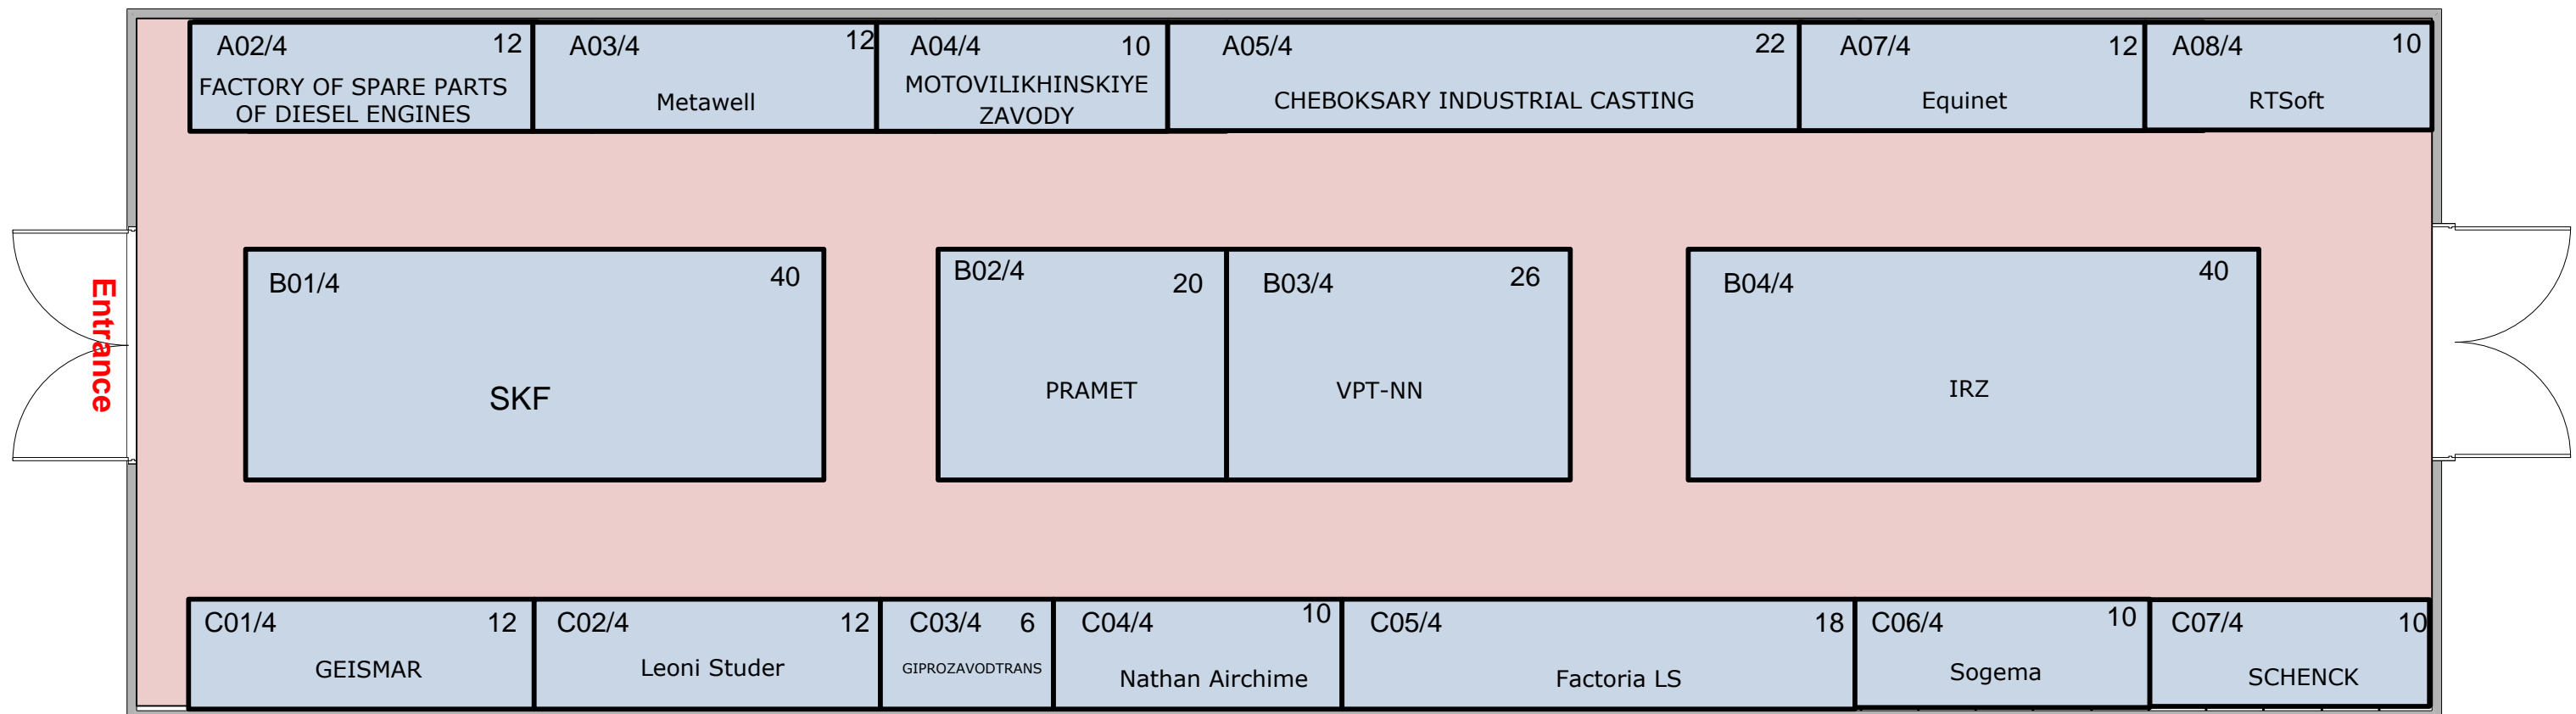 A02/4 12
FACTORY OF SPARE PARTS
OF DIESEL ENGINES
A03/4 12
Metawell
A04/4 10
MOTOVILIKHINSKIYE
ZAVODY
A05/4 22
CHEBOKSARY INDUSTRIAL CASTING
A07/4 12
Equinet
A08/4 10
RTSoft
Entrance
B01/4 40
SKF
B02/4 20
PRAMET
B03/4 26
VPT-NN
B04/4 40
IRZ
C01/4 12
GEISMAR
C02/4 12
Leoni Studer
C03/4 6
GIPROZAVODTRANS
C04/4 10
Nathan Airchime
C05/4 18
Factoria LS
C06/4 10
Sogema
C07/4 10
SCHENCK